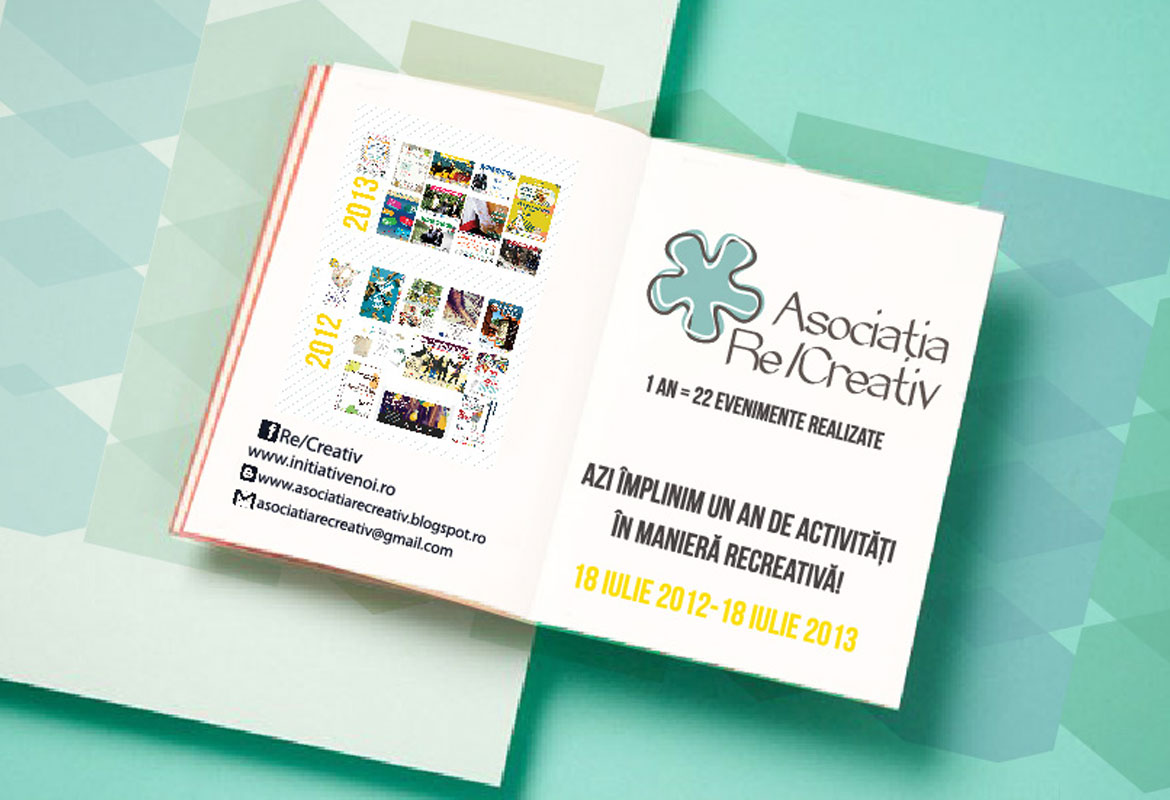 2013
2012
Re/Creativ
www.initiativenoi.ro
www.asociatiarecreativ.blogspot.ro
asociatiarecreativ@gmail.com
Asociația
Re/Creativ
1 AN = 22 EVENIMENTE REALIZATE
AZI ÎMPLINIM UN AN DE ACTIVITĂȚI
ÎN MANIERĂ RECREATIVĂ!
18 IULIE 2012-18 IULIE 2013